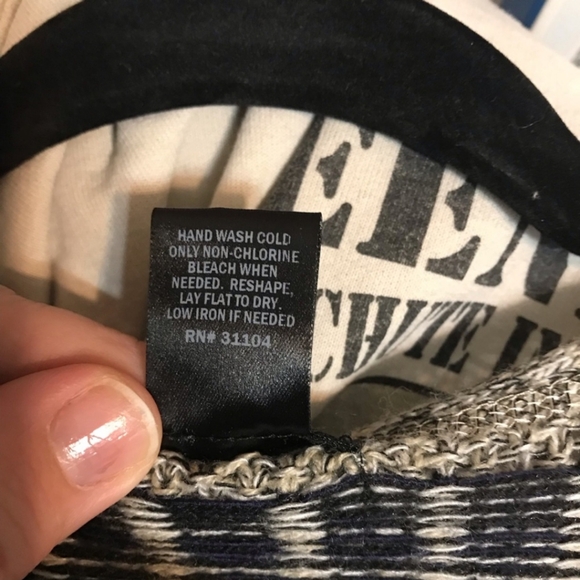 HAND WASH COLD
ONLY NON-CHLORINE
BLEACH WHEN
NEEDED. RESHAPE,
LAY FLAT TO DRY.
LOW IRON IF NEEDED
RN# 31104